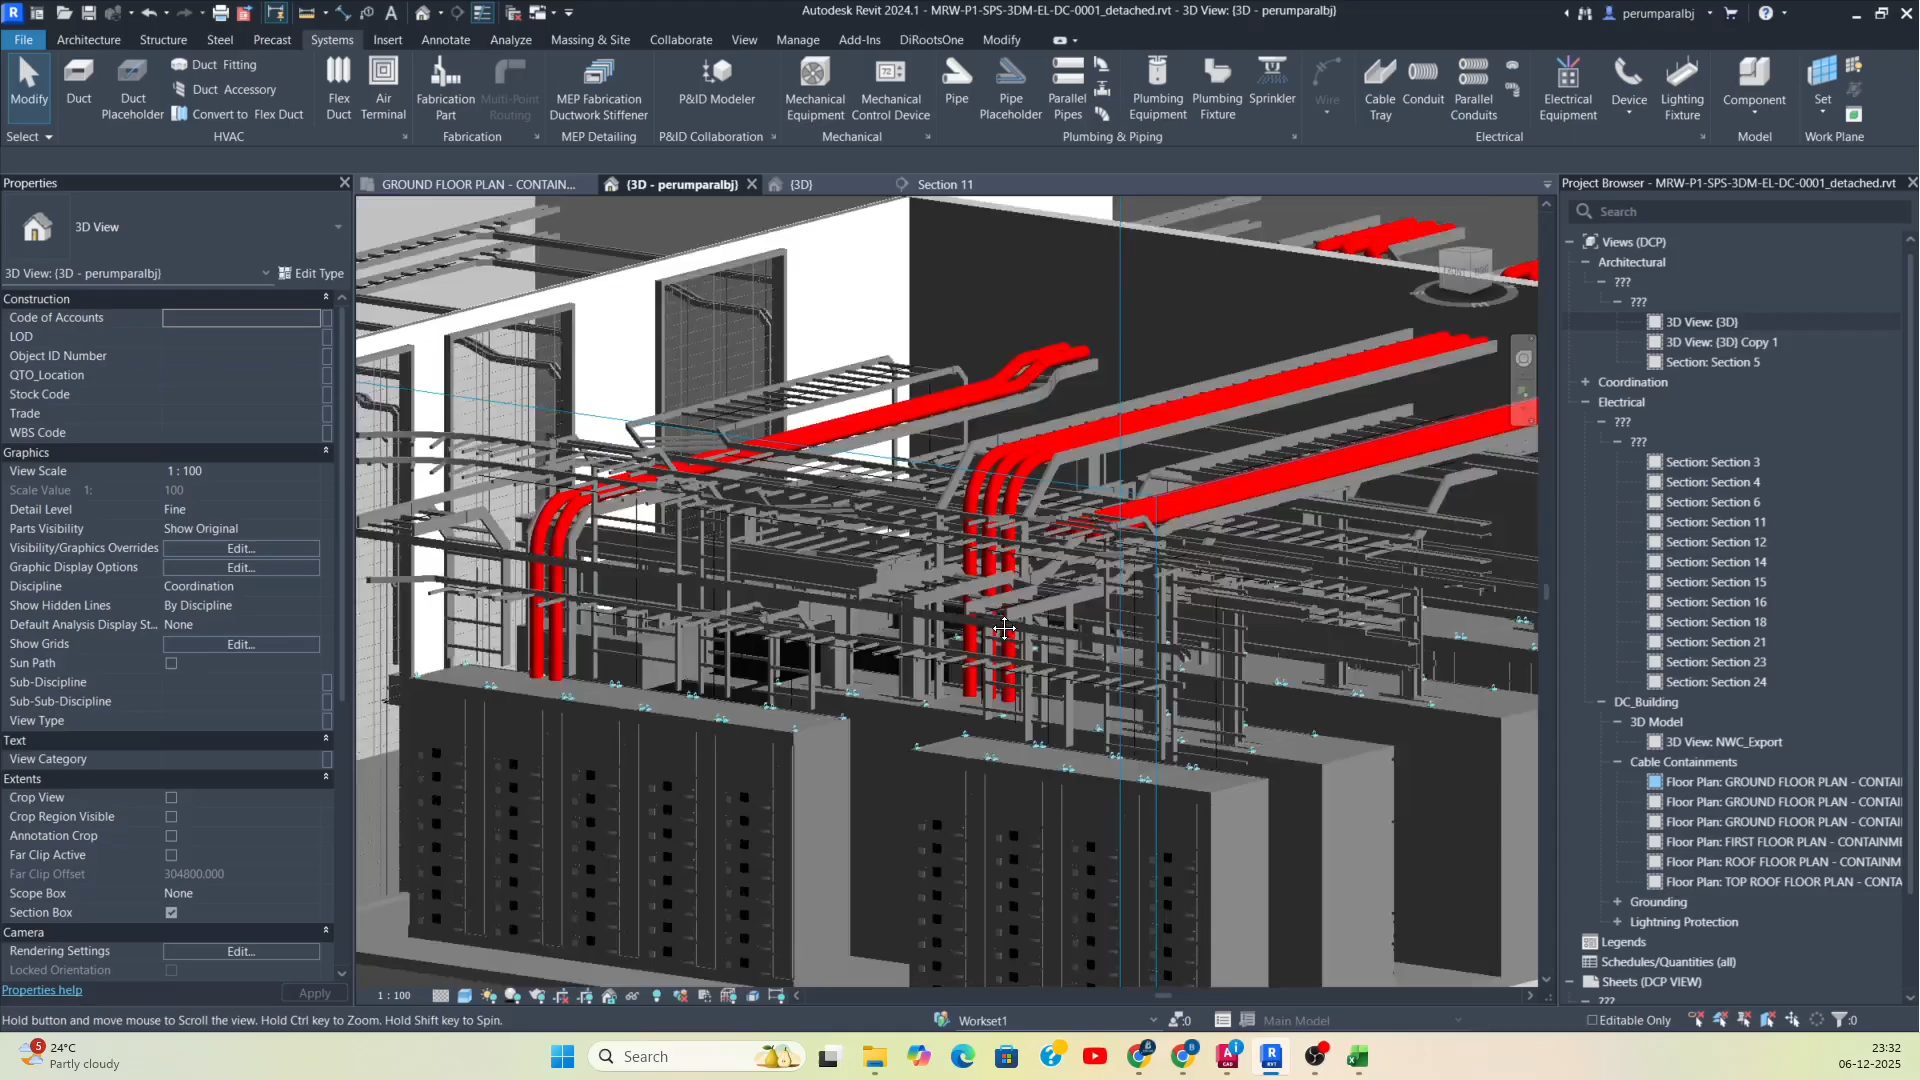 Autodesk Revit 2024.1 - MRW-P1-SPS-3DM-EL-DC-0001_detached.rvt - 3D View: {3D - perumparalbj}
perumparalbj
File Architecture Structure Steel Precast Systems Insert Annotate Analyze Massing & Site Collaborate View Manage Add-Ins DiRootsOne Modify
Modify
Duct
Duct Placeholder
Duct Fitting
Duct Accessory
Convert to Flex Duct
Flex Duct
Air Terminal
Fabrication Part
Multi-Point Routing
MEP Fabrication Ductwork Stiffener
P&ID Modeler
Mechanical Equipment
Mechanical Control Device
Pipe
Pipe Placeholder
Parallel Pipes
Plumbing Equipment
Plumbing Fixture
Sprinkler
Wire
Cable Tray
Conduit
Parallel Conduits
Electrical Equipment
Device
Lighting Fixture
Component
Set
Select HVAC Fabrication MEP Detailing P&ID Collaboration Mechanical Plumbing & Piping Electrical Model Work Plane
Properties
3D View
3D View: {3D - perumparalbj} Edit Type
Construction
Code of Accounts
LOD
Object ID Number
QTO_Location
Stock Code
Trade
WBS Code
Graphics
View Scale 1 : 100
Scale Value 1: 100
Detail Level Fine
Parts Visibility Show Original
Visibility/Graphics Overrides Edit...
Graphic Display Options Edit...
Discipline Coordination
Show Hidden Lines By Discipline
Default Analysis Display St... None
Show Grids Edit...
Sun Path
Sub-Discipline
Sub-Sub-Discipline
View Type
Text
View Category
Extents
Crop View
Crop Region Visible
Annotation Crop
Far Clip Active
Far Clip Offset 304800.000
Scope Box None
Section Box
Camera
Rendering Settings Edit...
Locked Orientation
Properties help Apply
GROUND FLOOR PLAN - CONTAIN... {3D - perumparalbj} {3D} Section 11
1 : 100
Project Browser - MRW-P1-SPS-3DM-EL-DC-0001_detached.rvt
Search
Views (DCP)
Architectural
???
???
3D View: {3D}
3D View: {3D} Copy 1
Section: Section 5
Coordination
Electrical
???
???
Section: Section 3
Section: Section 4
Section: Section 6
Section: Section 11
Section: Section 12
Section: Section 14
Section: Section 15
Section: Section 16
Section: Section 18
Section: Section 21
Section: Section 23
Section: Section 24
DC_Building
3D Model
3D View: NWC_Export
Cable Containments
Floor Plan: GROUND FLOOR PLAN - CONTAI
Floor Plan: GROUND FLOOR PLAN - CONTAI
Floor Plan: GROUND FLOOR PLAN - CONTAI
Floor Plan: FIRST FLOOR PLAN - CONTAINME
Floor Plan: ROOF FLOOR PLAN - CONTAINM
Floor Plan: TOP ROOF FLOOR PLAN - CONTA
Grounding
Lightning Protection
Legends
Schedules/Quantities (all)
Sheets (DCP VIEW)
???
Hold button and move mouse to Scroll the view. Hold Ctrl key to Zoom. Hold Shift key to Spin.
Workset1 :0 Main Model Editable Only :0
5
24°C
Partly cloudy
Search
23:32
06-12-2025